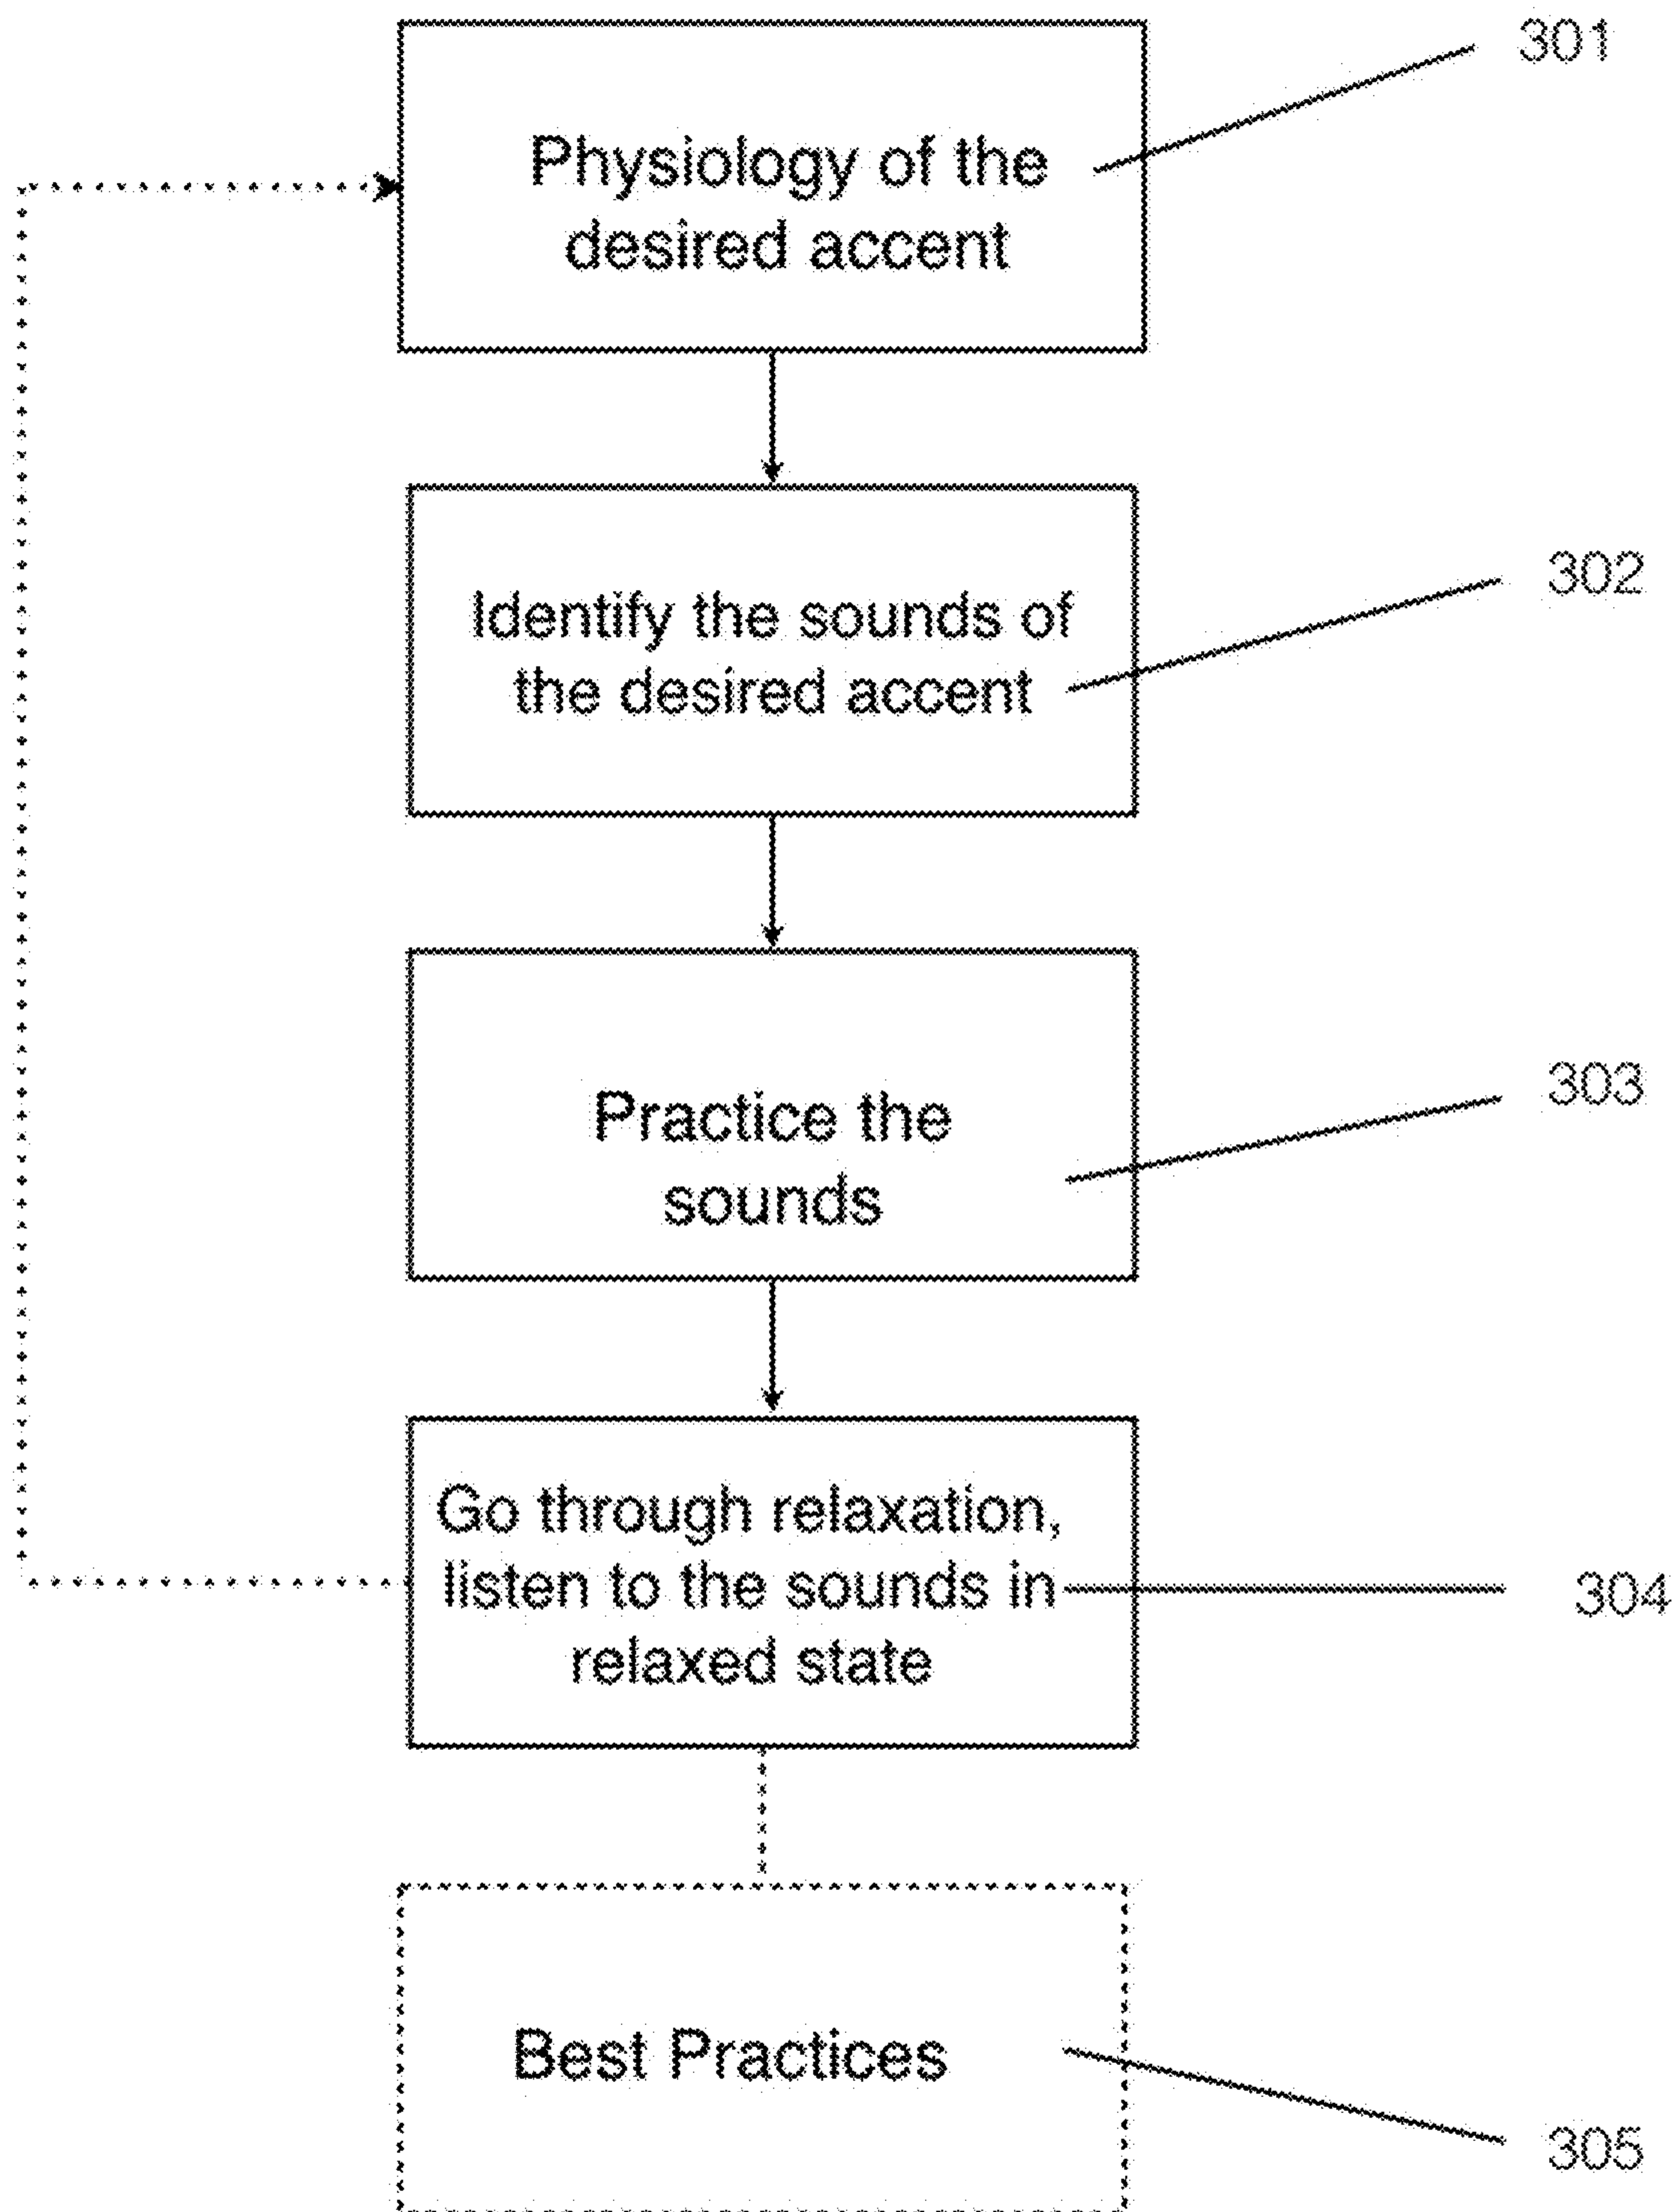 301
Physiology of the
desired accent
302
Identify the sounds of
the desired accent
303
Practice the
sounds
Go through relaxation,
listen to the sounds in
304
relaxed state
Best Practices
305